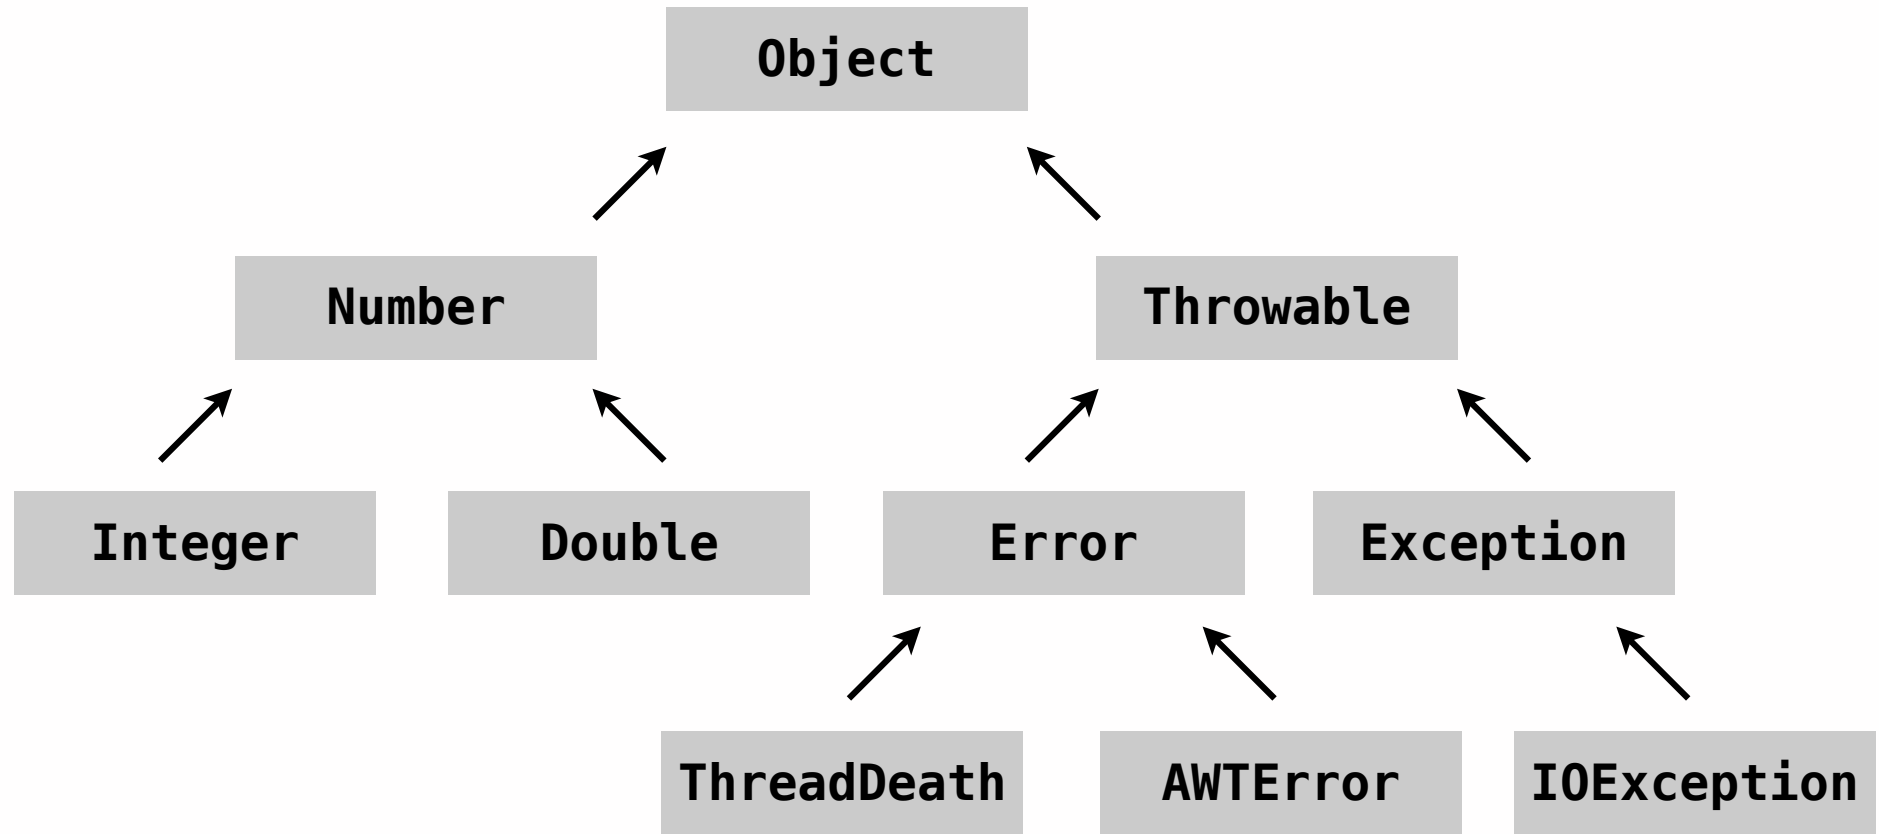 Object
Number
Throwable
Integer
Double
Error
Exception
ThreadDeath
AWTError
IOException